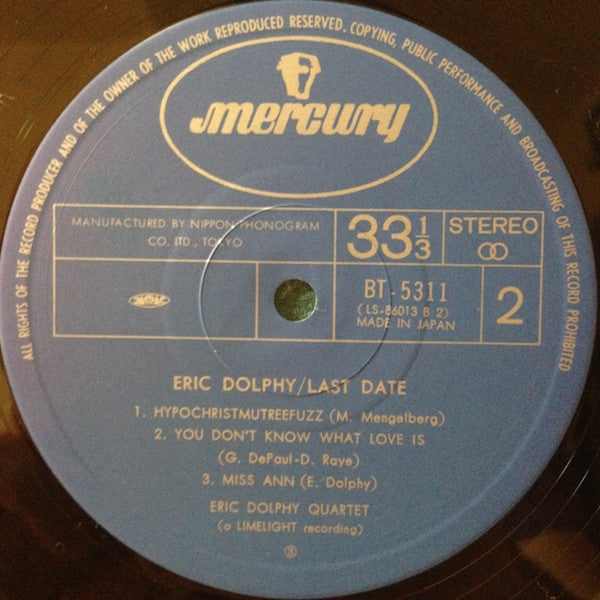 ALL RIGHTS OF THE RECORD PRODUCER AND OF THE OWNER OF THE WORK REPRODUCED RESERVED. COPYING, PUBLIC PERFORMANCE AND BROADCASTING OF THIS RECORD PROHIBITED
mercury
MANUFACTURED BY NIPPON PHONOGRAM
CO. LTD., TOKYO
33 1/3
STEREO
BT-5311
(LS-86013 B 2)
MADE IN JAPAN
2
ERIC DOLPHY/LAST DATE
1. HYPOCHRISTMUTREEFUZZ (M. Mengelberg)
2. YOU DON'T KNOW WHAT LOVE IS
(G. DePaul-D. Raye)
3. MISS ANN (E. Dolphy)
ERIC DOLPHY QUARTET
(a LIMELIGHT recording)